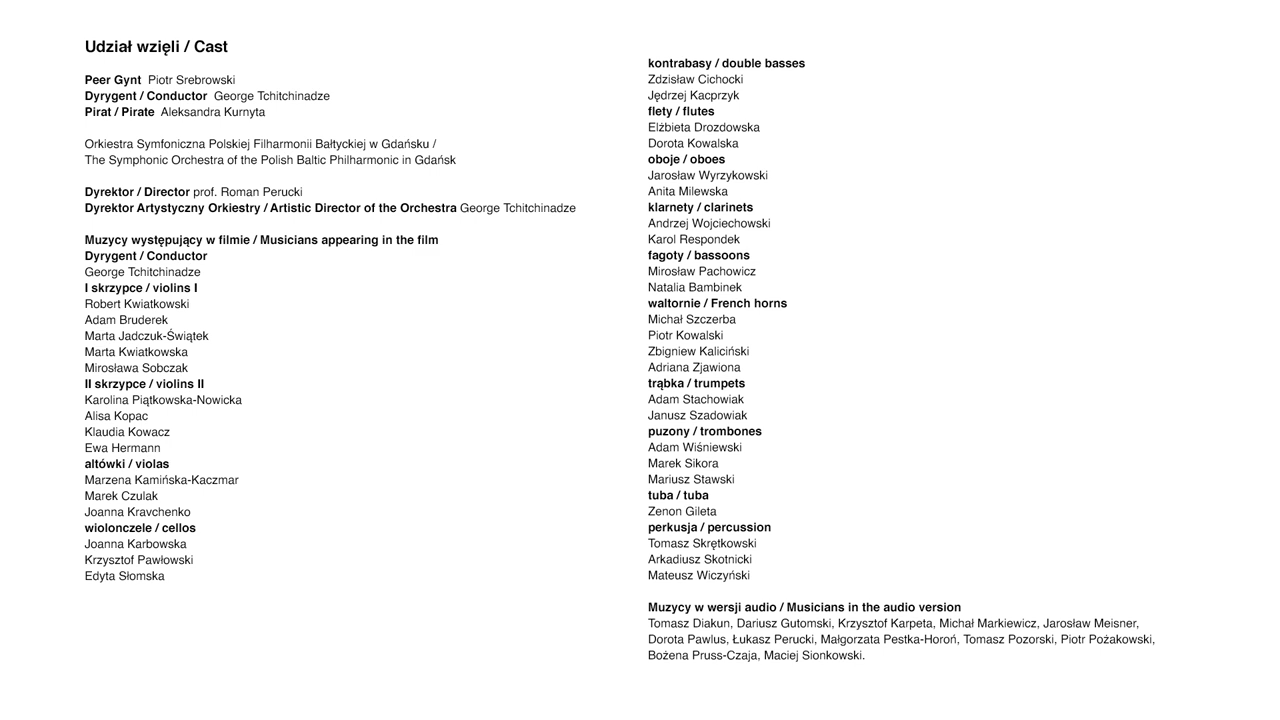 Udział wzięli / Cast
Peer Gynt Piotr Srebrowski
Dyrygent / Conductor George Tchitchinadze
Pirat / Pirate Aleksandra Kurnyta
Orkiestra Symfoniczna Polskiej Filharmonii Bałtyckiej w Gdańsku /
The Symphonic Orchestra of the Polish Baltic Philharmonic in Gdańsk
Dyrektor / Director prof. Roman Perucki
Dyrektor Artystyczny Orkiestry / Artistic Director of the Orchestra George Tchitchinadze
Muzycy występujący w filmie / Musicians appearing in the film
Dyrygent / Conductor
George Tchitchinadze
I skrzypce / violins I
Robert Kwiatkowski
Adam Bruderek
Marta Jadczuk-Świątek
Marta Kwiatkowska
Mirosława Sobczak
II skrzypce / violins II
Karolina Piątkowska-Nowicka
Alisa Kopac
Klaudia Kowacz
Ewa Hermann
altówki / violas
Marzena Kamińska-Kaczmar
Marek Czulak
Joanna Kravchenko
wiolonczele / cellos
Joanna Karbowska
Krzysztof Pawłowski
Edyta Słomska
kontrabasy / double basses
Zdzisław Cichocki
Jędrzej Kacprzyk
flety / flutes
Elżbieta Drozdowska
Dorota Kowalska
oboje / oboes
Jarosław Wyrzykowski
Anita Milewska
klarnety / clarinets
Andrzej Wojciechowski
Karol Respondek
fagoty / bassoons
Mirosław Pachowicz
Natalia Bambinek
waltornie / French horns
Michał Szczerba
Piotr Kowalski
Zbigniew Kaliciński
Adriana Zjawiona
trąbka / trumpets
Adam Stachowiak
Janusz Szadowiak
puzony / trombones
Adam Wiśniewski
Marek Sikora
Mariusz Stawski
tuba / tuba
Zenon Gileta
perkusja / percussion
Tomasz Skrętkowski
Arkadiusz Skotnicki
Mateusz Wiczyński
Muzycy w wersji audio / Musicians in the audio version
Tomasz Diakun, Dariusz Gutomski, Krzysztof Karpeta, Michał Markiewicz, Jarosław Meisner,
Dorota Pawlus, Łukasz Perucki, Małgorzata Pestka-Horoń, Tomasz Pozorski, Piotr Pożakowski,
Bożena Pruss-Czaja, Maciej Sionkowski.